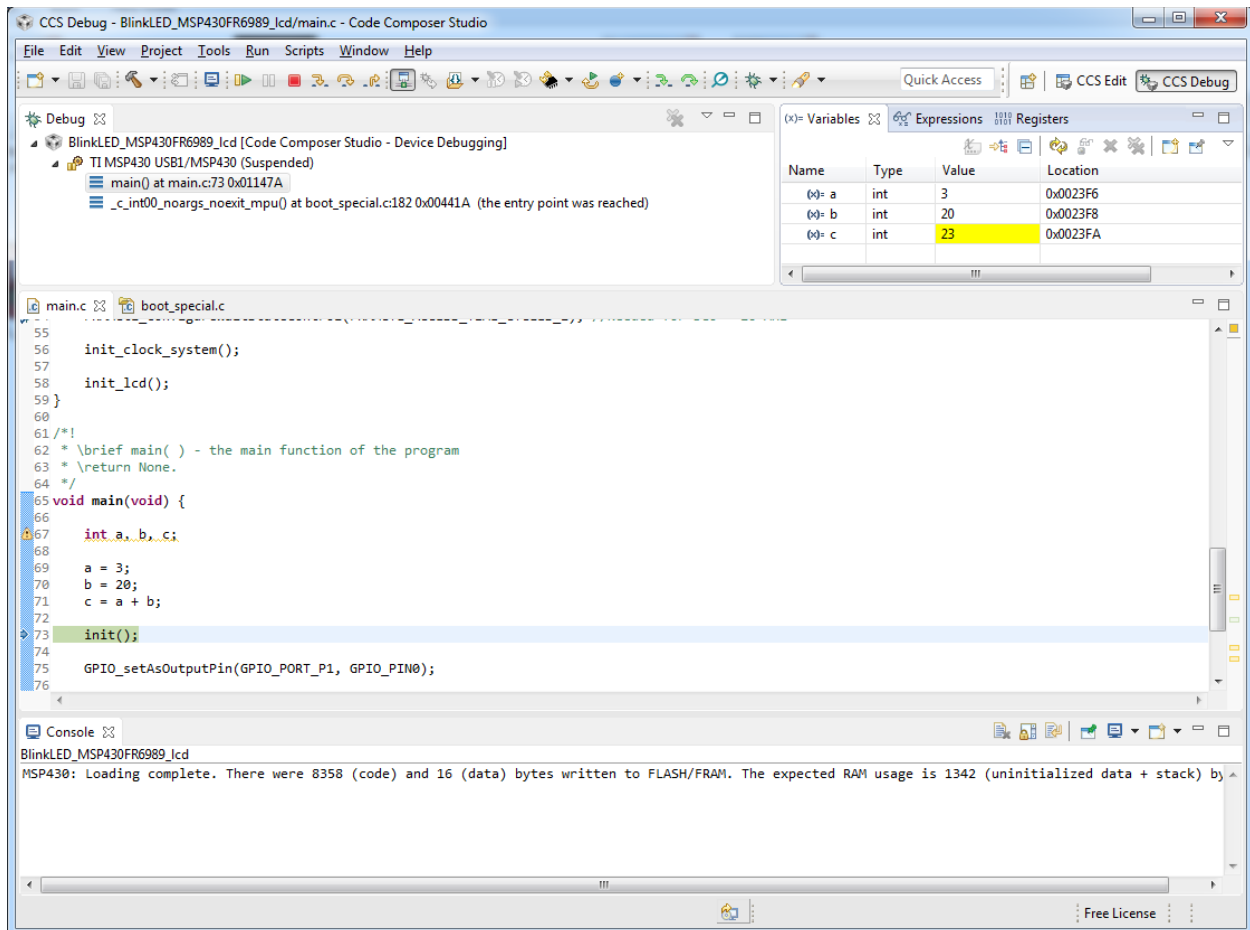 CCS Debug - BlinkLED_MSP430FR6989_lcd/main.c - Code Composer Studio
File Edit View Project Tools Run Scripts Window Help
Quick Access CCS Edit CCS Debug
Debug
BlinkLED_MSP430FR6989_lcd [Code Composer Studio - Device Debugging]
TI MSP430 USB1/MSP430 (Suspended)
main() at main.c:73 0x01147A
_c_int00_noargs_noexit_mpu() at boot_special.c:182 0x00441A (the entry point was reached)
(x)= Variables Expressions Registers
Name Type Value Location
(x)= a int 3 0x0023F6
(x)= b int 20 0x0023F8
(x)= c int 23 0x0023FA
main.c boot_special.c
55
56 init_clock_system();
57
58 init_lcd();
59 }
60
61 /*!
62 * \brief main( ) - the main function of the program
63 * \return None.
64 */
65 void main(void) {
66
67 int a, b, c;
68
69 a = 3;
70 b = 20;
71 c = a + b;
72
73 init();
74
75 GPIO_setAsOutputPin(GPIO_PORT_P1, GPIO_PIN0);
76
Console
BlinkLED_MSP430FR6989_lcd
MSP430: Loading complete. There were 8358 (code) and 16 (data) bytes written to FLASH/FRAM. The expected RAM usage is 1342 (uninitialized data + stack) by
Free License